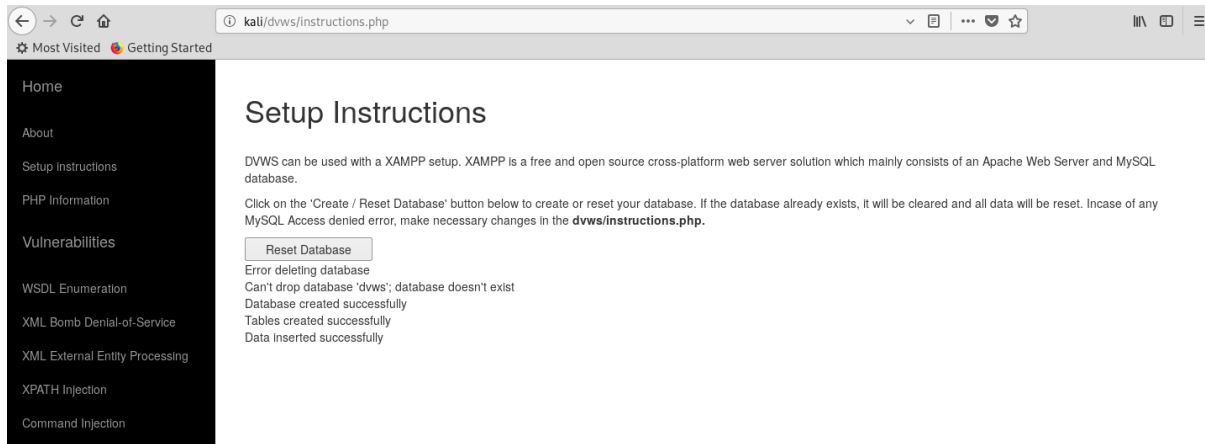 kali/dvws/instructions.php
Most Visited Getting Started
Home
About
Setup instructions
PHP Information
Vulnerabilities
WSDL Enumeration
XML Bomb Denial-of-Service
XML External Entity Processing
XPATH Injection
Command Injection
Setup Instructions
DVWS can be used with a XAMPP setup. XAMPP is a free and open source cross-platform web server solution which mainly consists of an Apache Web Server and MySQL
database.
Click on the 'Create / Reset Database' button below to create or reset your database. If the database already exists, it will be cleared and all data will be reset. Incase of any
MySQL Access denied error, make necessary changes in the dvws/instructions.php.
Reset Database
Error deleting database
Can't drop database 'dvws'; database doesn't exist
Database created successfully
Tables created successfully
Data inserted successfully